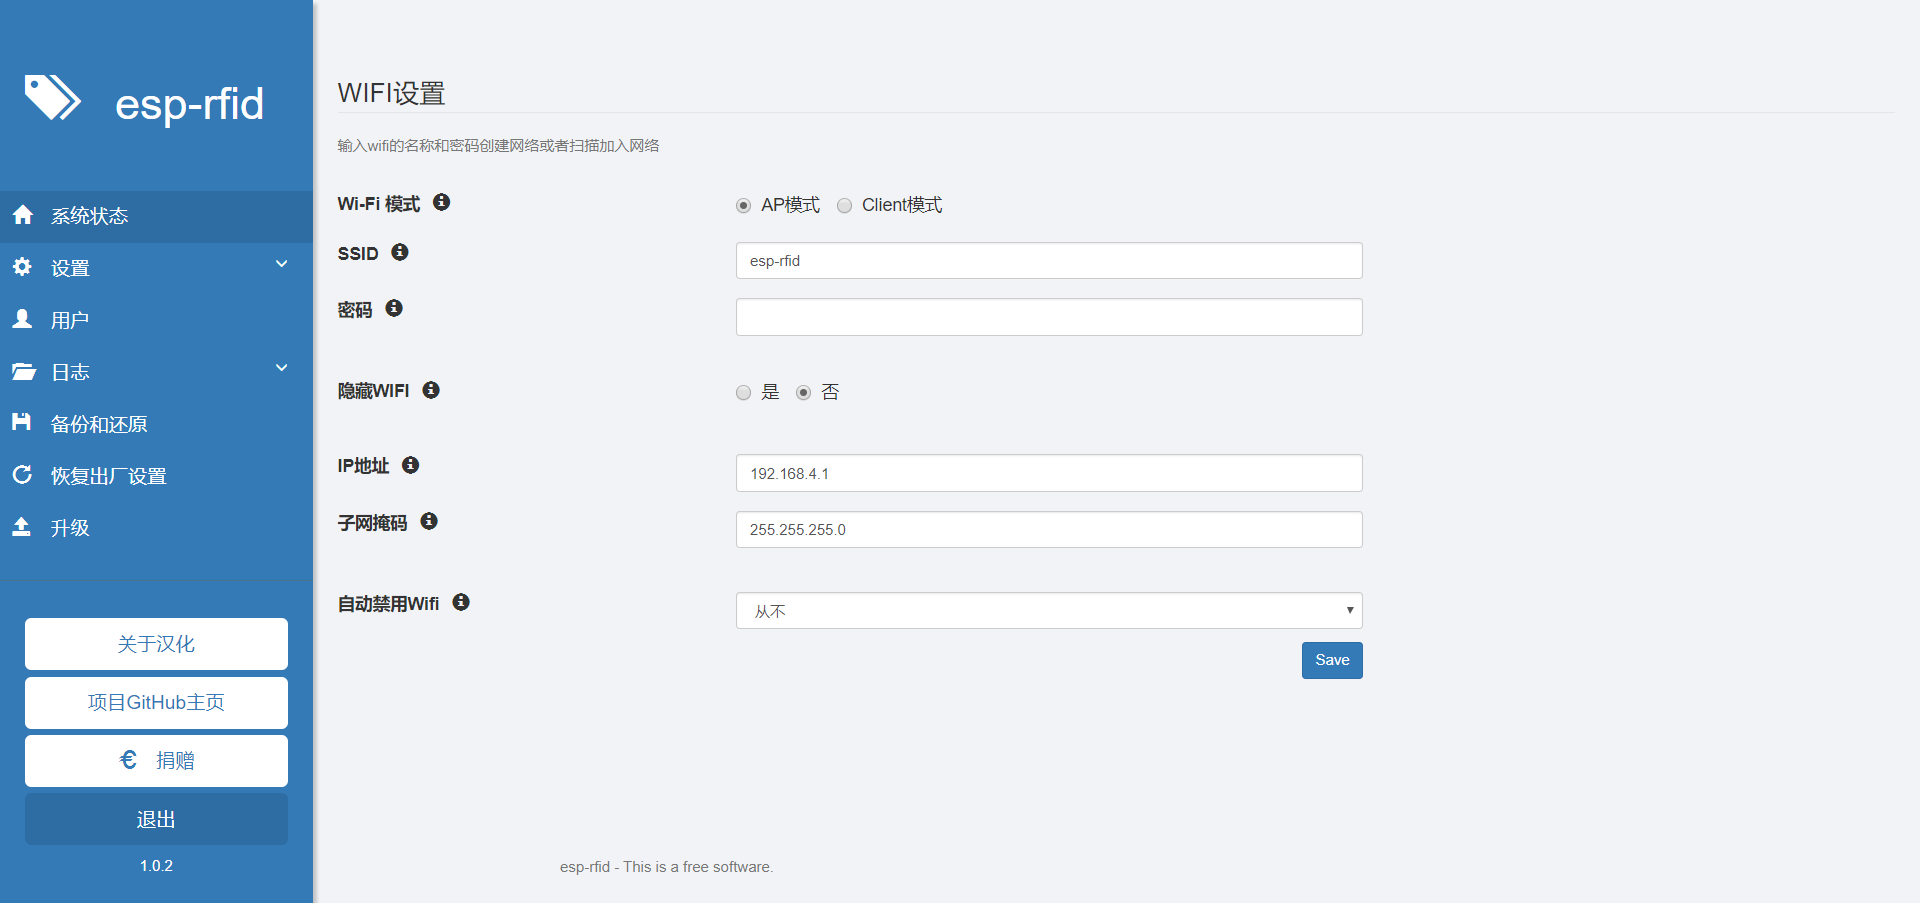 esp-rfid
系统状态
设置
用户
日志
备份和还原
恢复出厂设置
升级
关于汉化
项目GitHub主页
€ 捐赠
退出
1.0.2
WIFI设置
输入wifi的名称和密码创建网络或者扫描加入网络
Wi-Fi 模式
AP模式 Client模式
SSID
esp-rfid
密码
隐藏WIFI
是 否
IP地址
192.168.4.1
子网掩码
255.255.255.0
自动禁用Wifi
从不
Save
esp-rfid - This is a free software.